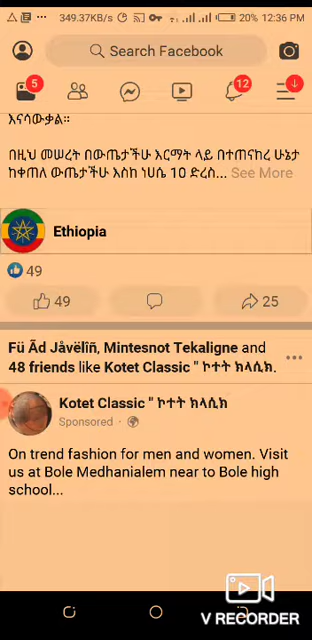 349.37KB/s 20% 12:36 PM
Search Facebook
5
12
እናሳውቃል።
በዚህ መሠረት በውጤታችሁ እርማት ላይ በተጠናከረ ሁኔታ
ከቀጠለ ውጤታችሁ እስከ ነሀሴ 10 ድረስ... See More
Ethiopia
49
49
25
Fü Ãd Jåvëlîñ, Mintesnot Tekaligne and
48 friends like Kotet Classic " ኮተት ክላሲክ.
Kotet Classic " ኮተት ክላሲክ
Sponsored ·
On trend fashion for men and women. Visit
us at Bole Medhanialem near to Bole high
school...
V RECORDER